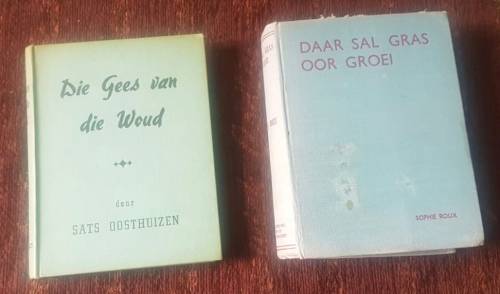 Die Gees van
die Woud
deur
SATS OOSTHUIZEN
DAAR SAL GRAS
OOR GROEI
SOPHIE ROUX